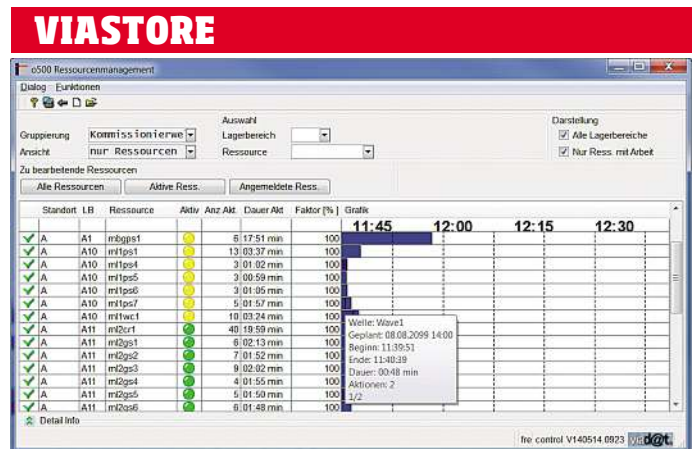 VIASTORE
o500 Ressourcenmanagement
Dialog Funktionen
Auswahl
Darstellung
Gruppierung Kommissionierwe Lagerbereich Alle Lagerbereiche
Ansicht nur Ressourcen Ressource Nur Ress. mit Arbeit
Zu bearbeitende Ressourcen
Alle Ressourcen Aktive Ress. Angemeldete Ress.
Standort LB Ressource Aktiv Anz Akt Dauer Akt Faktor [% ] Grafik
11:45 12:00 12:15 12:30
A A1 mbgps1 6 17:51 min 100
A A10 ml1ps1 13 03:37 min 100
A A10 ml1ps4 3 01:02 min 100
A A10 ml1ps5 3 00:59 min 100
A A10 ml1ps6 3 01:05 min 100
A A10 ml1ps7 5 01:57 min 100
A A10 ml1wc1 10 03:24 min 100
A A11 ml2cr1 40 19:59 min 100
A A11 ml2gs1 6 02:13 min 100
A A11 ml2gs2 7 01:52 min 100
A A11 ml2gs3 9 02:02 min 100
A A11 ml2gs4 4 01:55 min 100
A A11 ml2gs5 5 01:50 min 100
A A11 ml2gs6 6 01:48 min 100
Welle: Wave1
Geplant: 08.08.2099 14:00
Beginn: 11:39:51
Ende: 11:40:39
Dauer: 00:48 min
Aktionen: 2
1/2
Detail Info
fre control V140514.0923 viad@t.